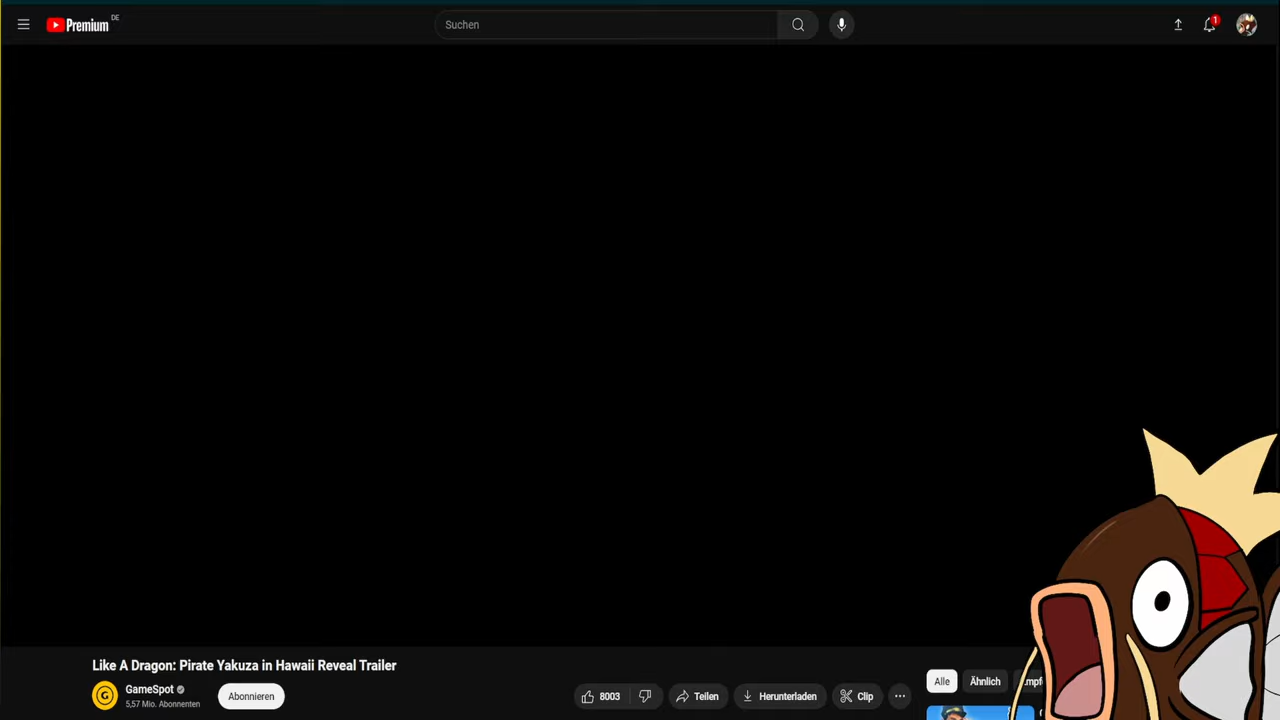 Premium DE
Suchen
1
Like A Dragon: Pirate Yakuza in Hawaii Reveal Trailer
GameSpot
5,57 Mio. Abonnenten
Abonnieren
8003
Teilen
Herunterladen
Clip
Alle
Ähnlich